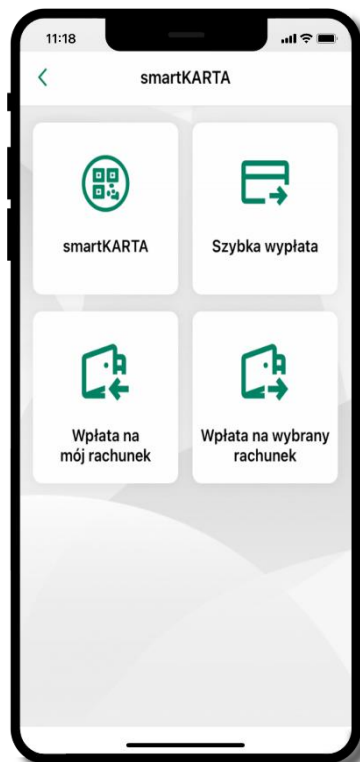 11:18
smartKARTA
smartKARTA
Szybka wypłata
Wpłata na
mój rachunek
Wpłata na wybrany
rachunek